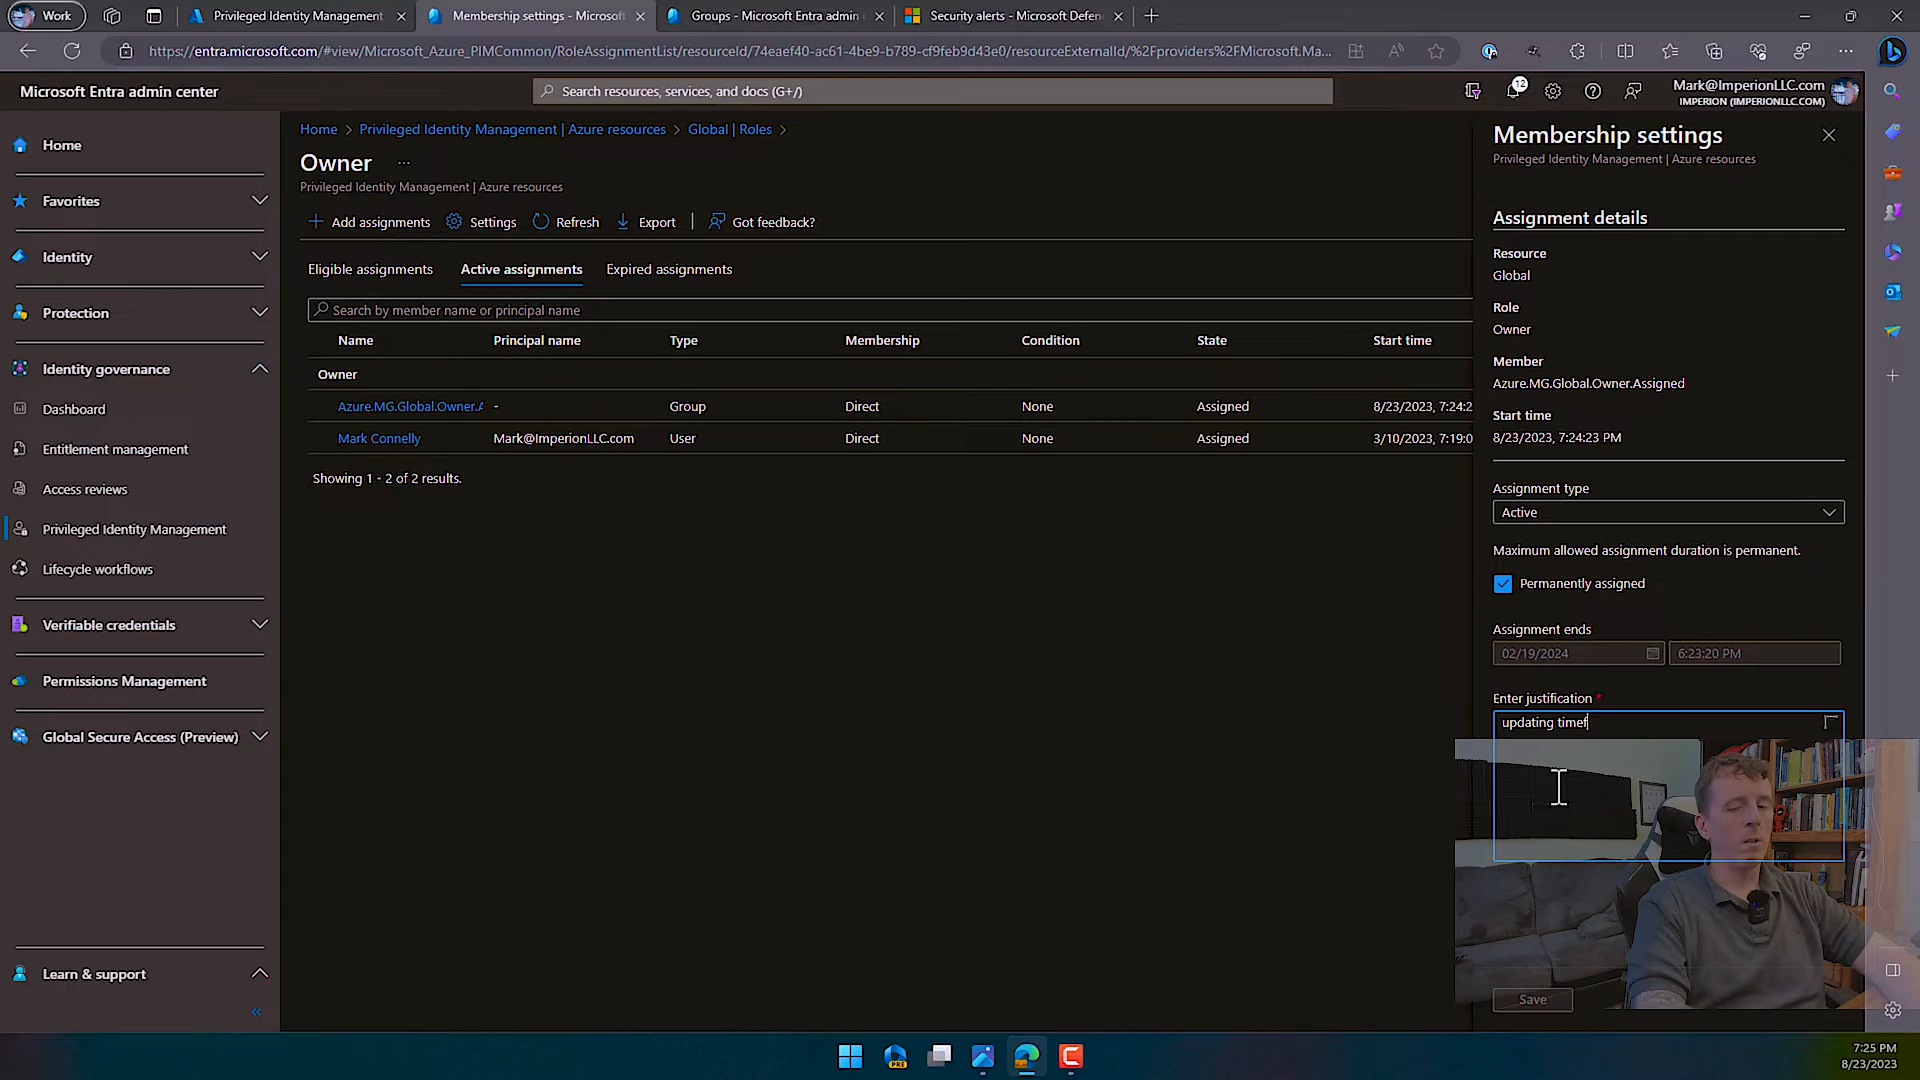 Work
Privileged Identity Management
Membership settings - Microsoft
Groups - Microsoft Entra admin
Security alerts - Microsoft Defen
https://entra.microsoft.com/#view/Microsoft_Azure_PIMCommon/RoleAssignmentList/resourceId/74eaef40-ac61-4be9-b789-cf9feb9d43e0/resourceExternalId/%2Fproviders%2FMicrosoft.Ma...
Microsoft Entra admin center
Search resources, services, and docs (G+/)
12
Mark@ImperionLLC.com
IMPERION (IMPERIONLLC.COM)
Home
Favorites
Identity
Protection
Identity governance
Dashboard
Entitlement management
Access reviews
Privileged Identity Management
Lifecycle workflows
Verifiable credentials
Permissions Management
Global Secure Access (Preview)
Learn & support
Home > Privileged Identity Management | Azure resources > Global | Roles >
Owner ...
Privileged Identity Management | Azure resources
Add assignments Settings Refresh Export | Got feedback?
Eligible assignments Active assignments Expired assignments
Search by member name or principal name
Name Principal name Type Membership Condition State Start time
Owner
Azure.MG.Global.Owner.A - Group Direct None Assigned 8/23/2023, 7:24:2
Mark Connelly Mark@ImperionLLC.com User Direct None Assigned 3/10/2023, 7:19:0
Showing 1 - 2 of 2 results.
Membership settings
Privileged Identity Management | Azure resources
Assignment details
Resource
Global
Role
Owner
Member
Azure.MG.Global.Owner.Assigned
Start time
8/23/2023, 7:24:23 PM
Assignment type
Active
Maximum allowed assignment duration is permanent.
Permanently assigned
Assignment ends
02/19/2024 6:23:20 PM
Enter justification *
updating timef
Save
PRE
7:25 PM
8/23/2023